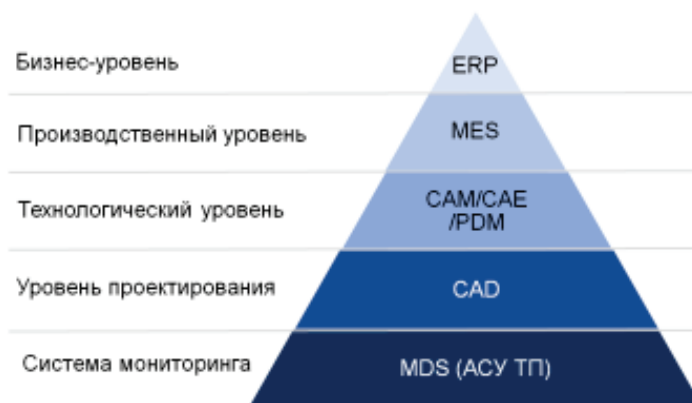 Бизнес-уровень
ERP
Производственный уровень
MES
Технологический уровень
CAM/CAE
/PDM
Уровень проектирования
CAD
Система мониторинга
MDS (АСУ ТП)